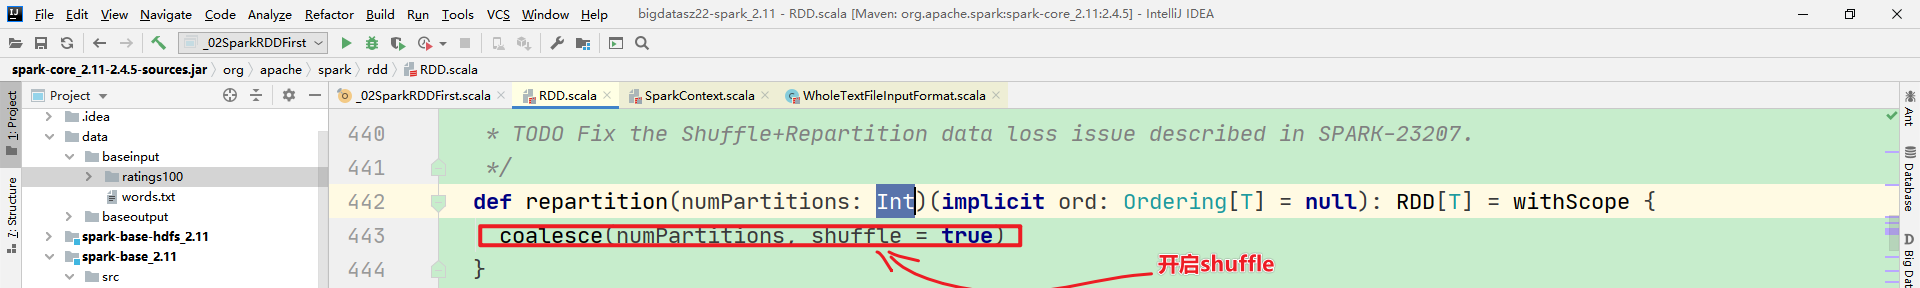 File Edit View Navigate Code Analyze Refactor Build Run Tools VCS Window Help bigdatasz22-spark_2.11 - RDD.scala [Maven: org.apache.spark:spark-core_2.11:2.4.5] - IntelliJ IDEA
_02SparkRDDFirst
spark-core_2.11-2.4.5-sources.jar org apache spark rdd RDD.scala
1: Project
7: Structure
Project
.idea
data
baseinput
ratings100
words.txt
baseoutput
spark-base-hdfs_2.11
spark-base_2.11
src
_02SparkRDDFirst.scala RDD.scala SparkContext.scala WholeTextFileInputFormat.scala
440 * TODO Fix the Shuffle+Repartition data loss issue described in SPARK-23207.
441 */
442 def repartition(numPartitions: Int)(implicit ord: Ordering[T] = null): RDD[T] = withScope {
443 coalesce(numPartitions, shuffle = true)
444 }
开启shuffle
Ant
Database
D Big Dat